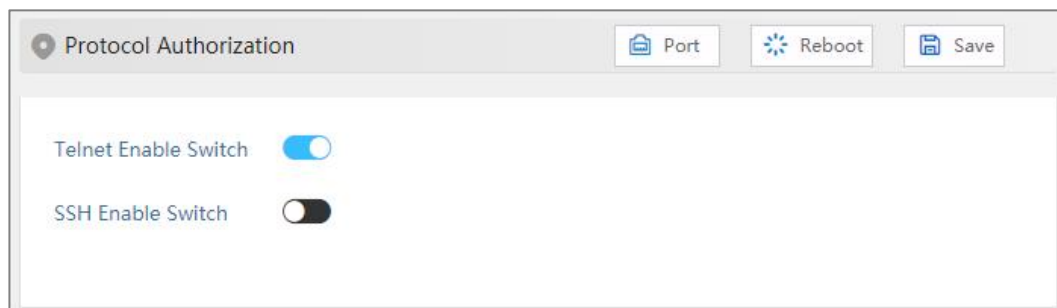 Protocol Authorization
Port
Reboot
Save
Telnet Enable Switch
SSH Enable Switch